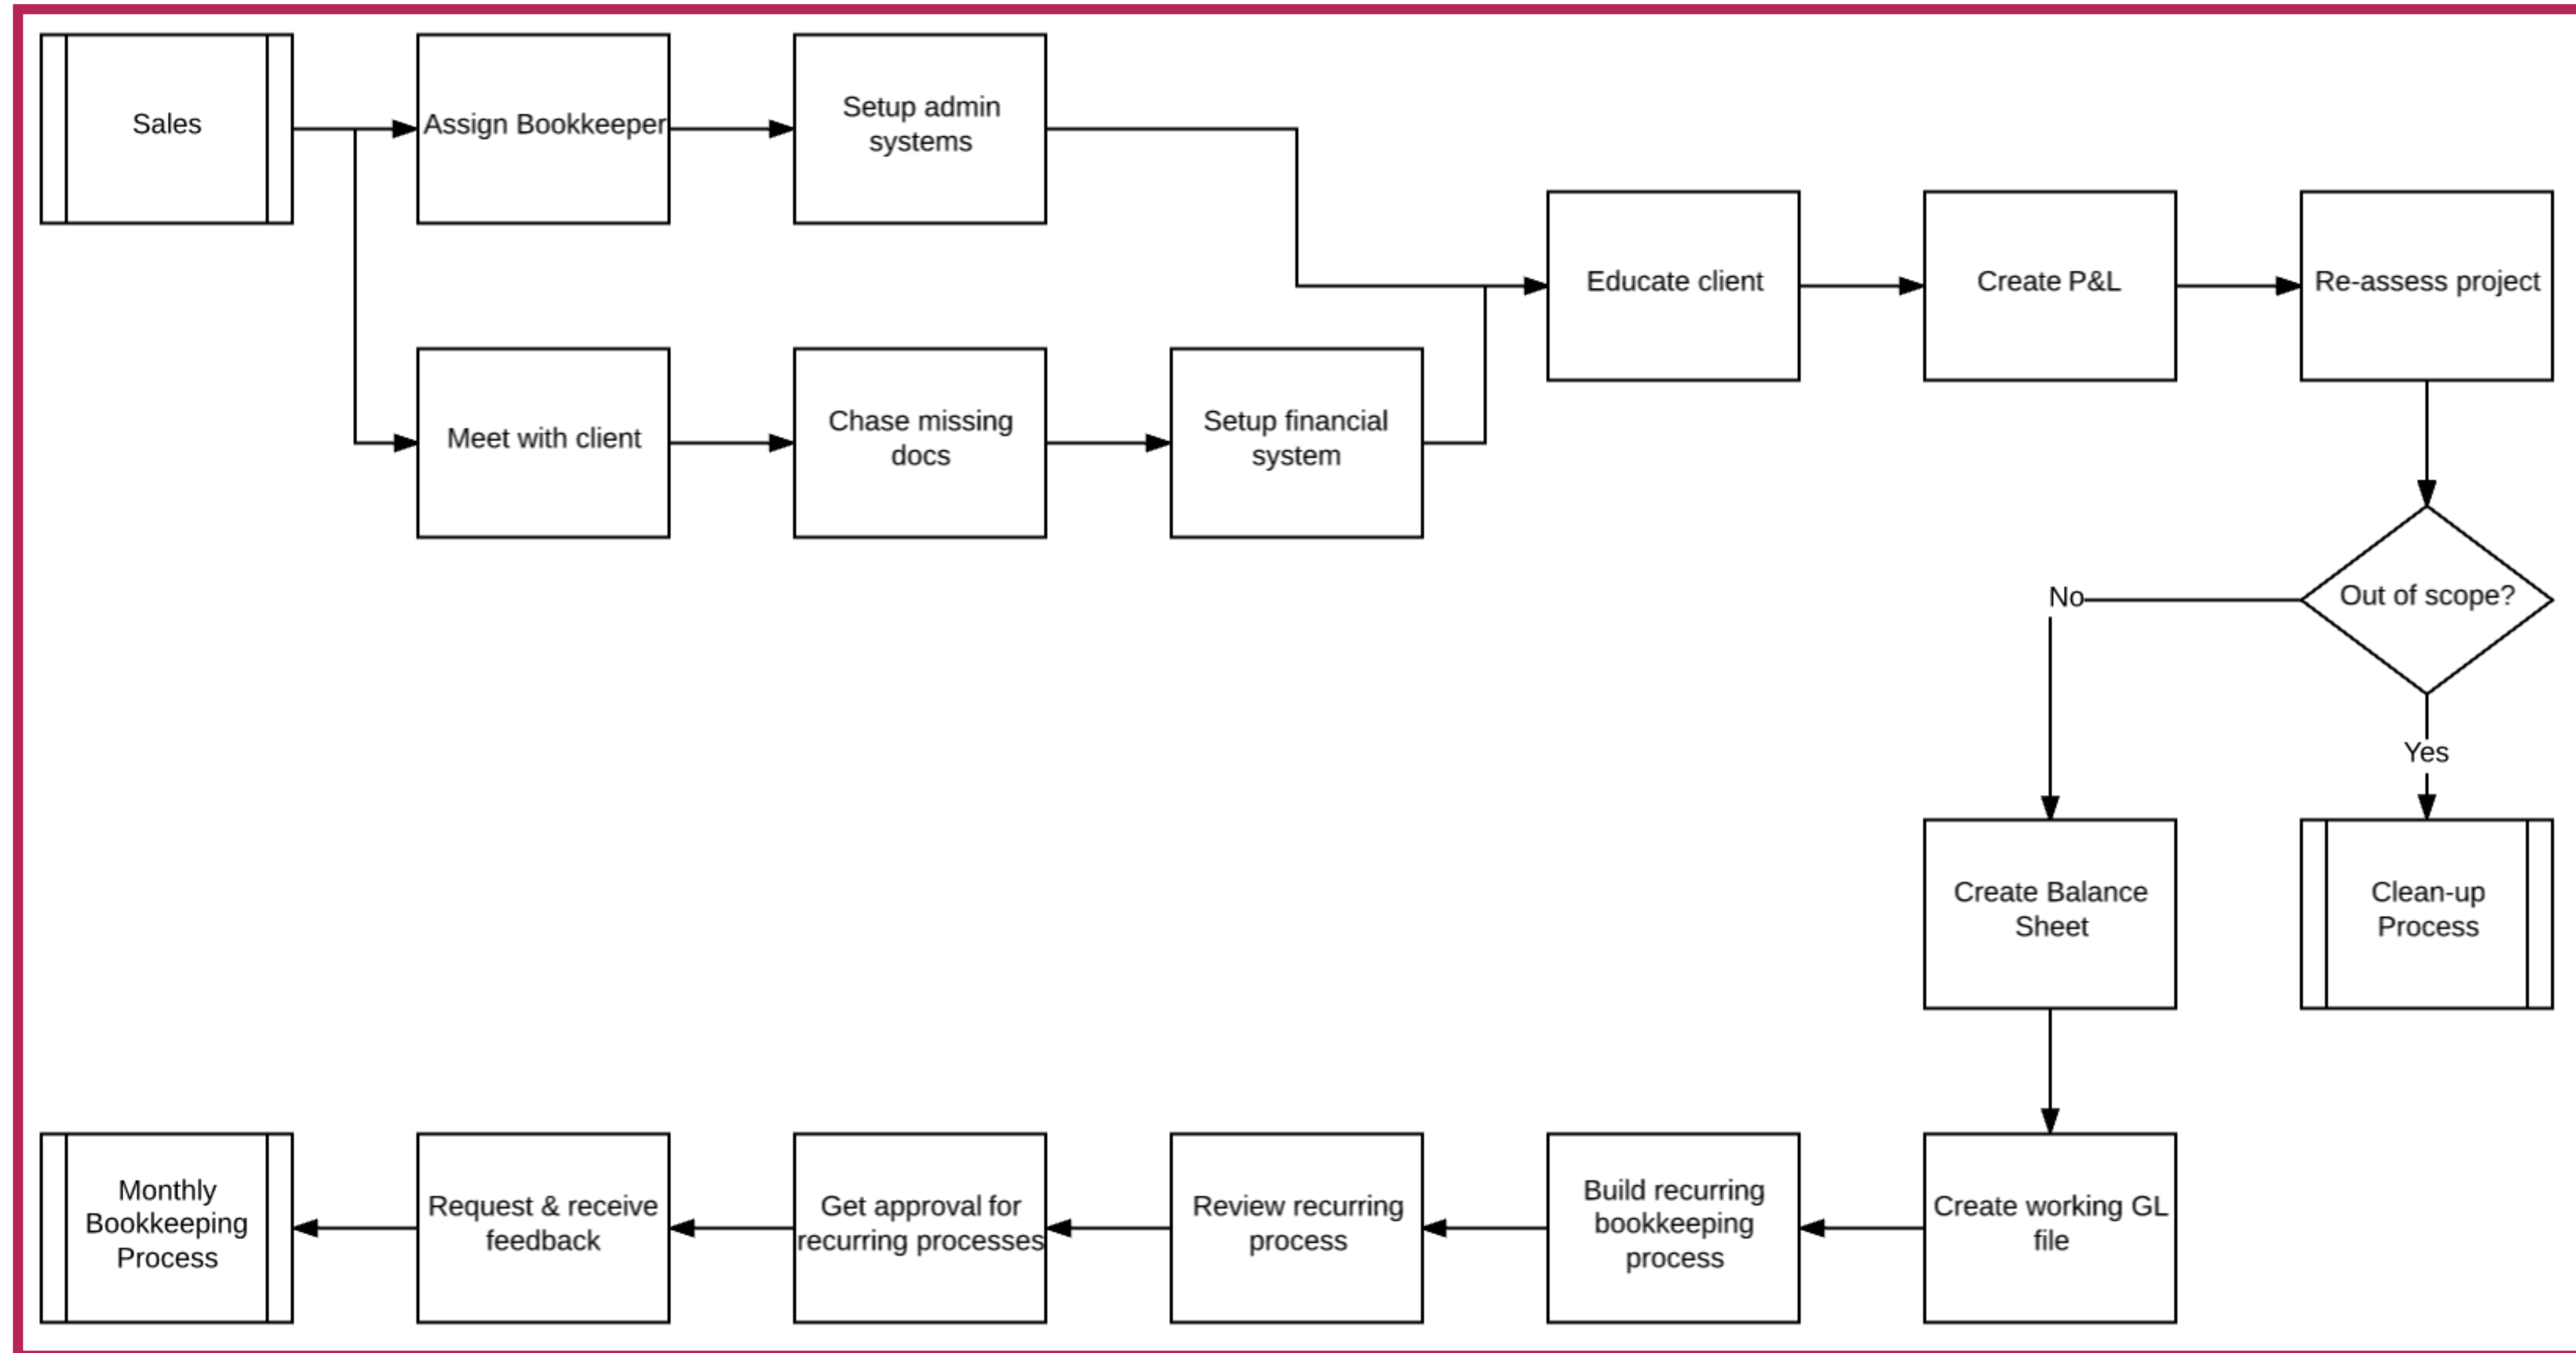 Sales
Assign Bookkeeper
Setup admin
systems
Educate client
Create P&L
Re-assess project
Meet with client
Chase missing
docs
Setup financial
system
Out of scope?
No
Yes
Create Balance
Sheet
Clean-up
Process
Create working GL
file
Build recurring
bookkeeping
process
Review recurring
process
Get approval for
recurring processes
Request & receive
feedback
Monthly
Bookkeeping
Process